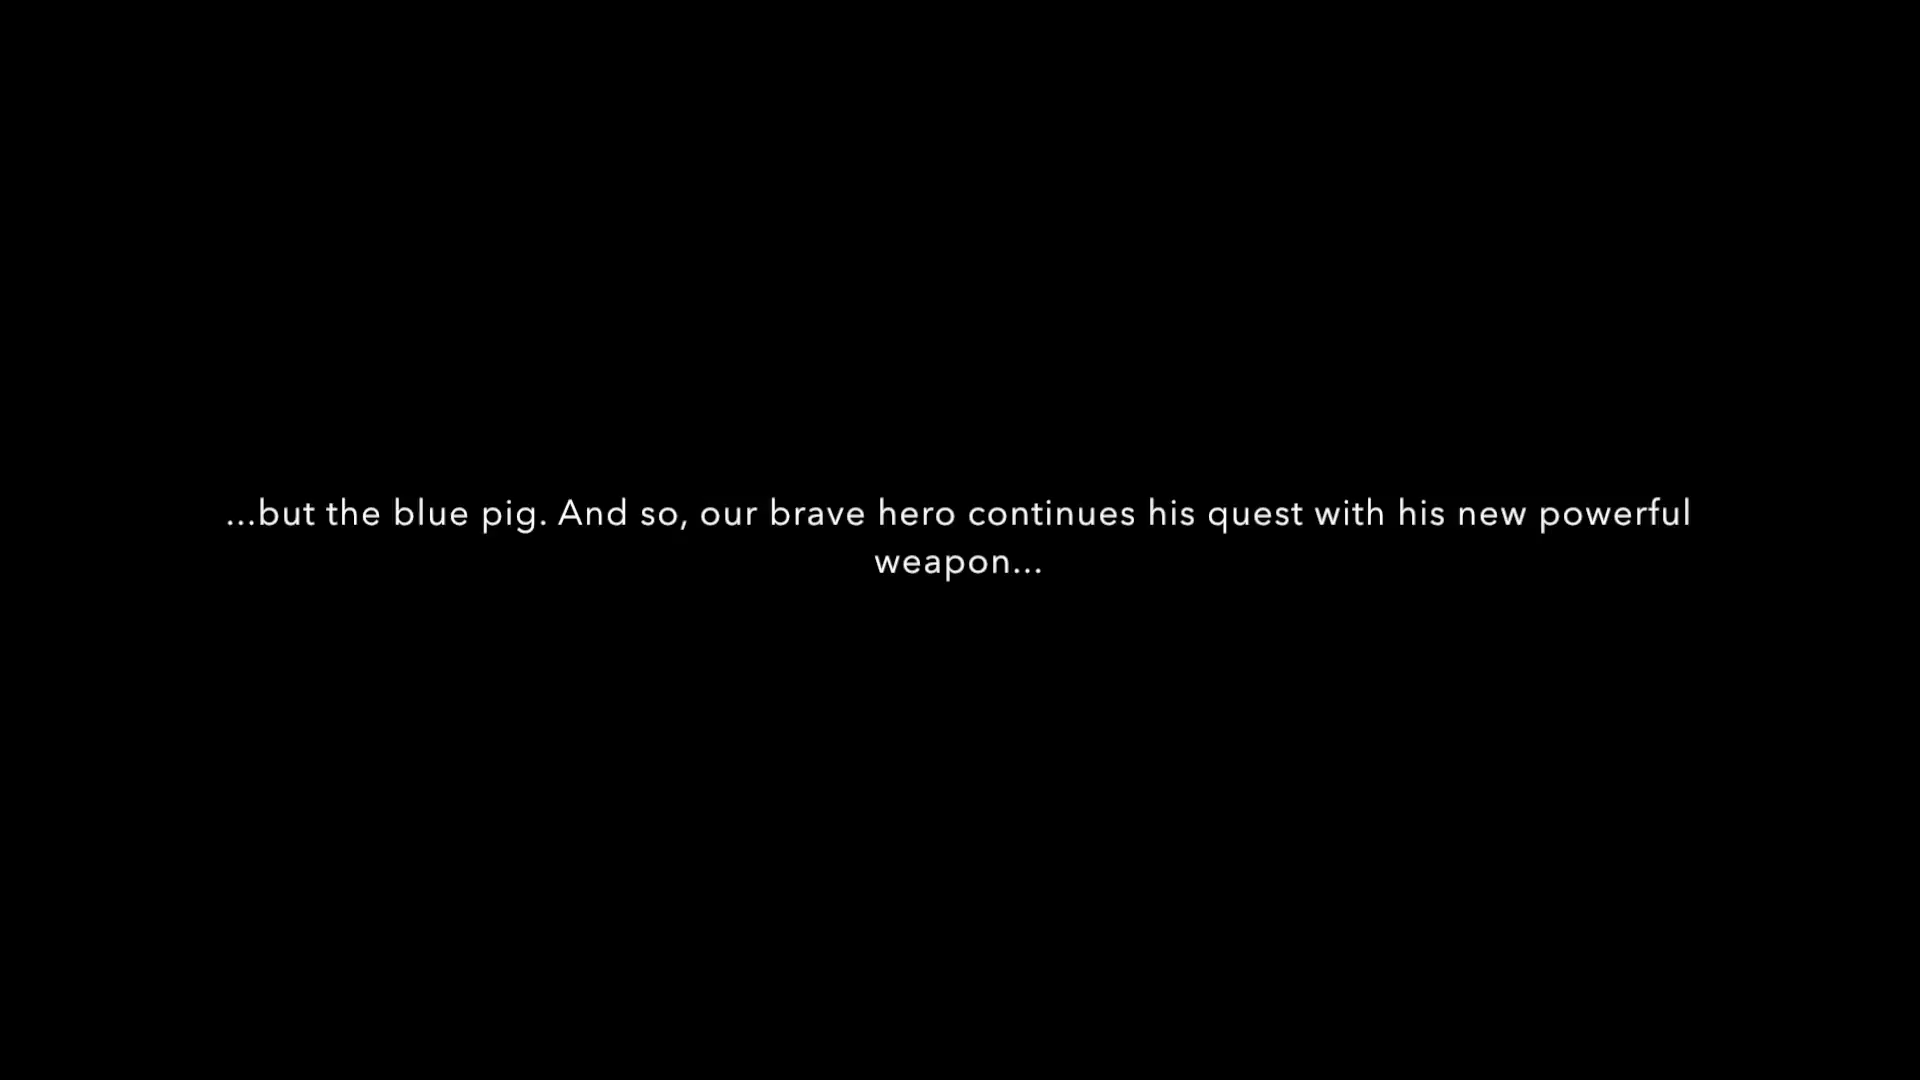 ...but the blue pig. And so, our brave hero continues his quest with his new powerful
weapon...